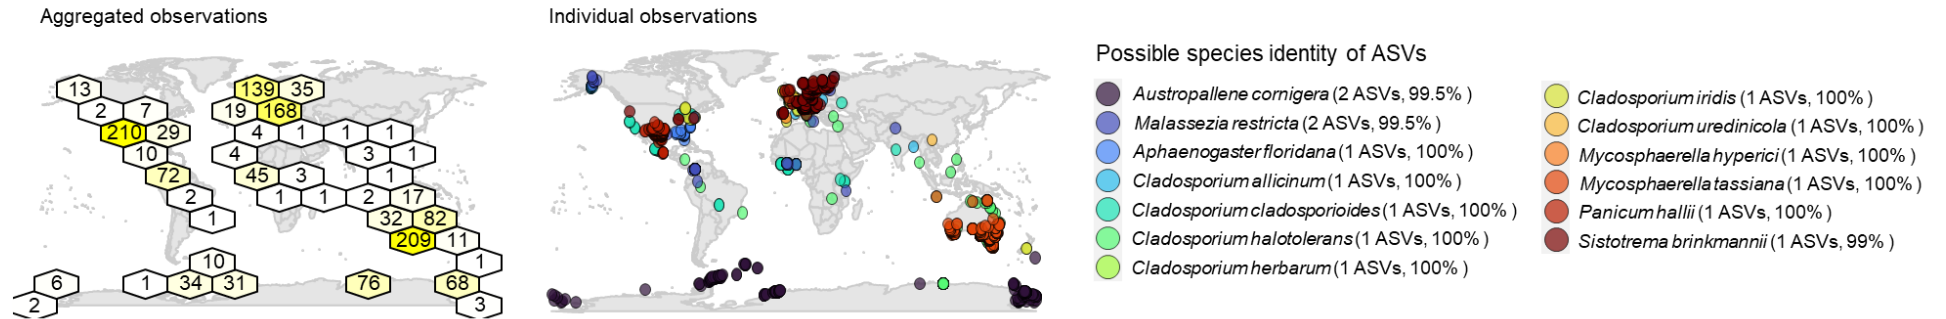 Aggregated observations
Individual observations
13
139 35
2 7
19 168
210 29
4 1 1 1
10
4 3 1
72
45 3 1
2
1 1 2 17
1
32 82
209 11
10
1
6
1 34 31
76
68
2
3
Possible species identity of ASVs
Austropallene cornigera (2 ASVs, 99.5% )
Malassezia restricta (2 ASVs, 99.5% )
Aphaenogaster floridana (1 ASVs, 100% )
Cladosporium allicinum (1 ASVs, 100% )
Cladosporium cladosporioides (1 ASVs, 100% )
Cladosporium halotolerans (1 ASVs, 100% )
Cladosporium herbarum (1 ASVs, 100% )
Cladosporium iridis (1 ASVs, 100% )
Cladosporium uredinicola (1 ASVs, 100% )
Mycosphaerella hyperici (1 ASVs, 100% )
Mycosphaerella tassiana (1 ASVs, 100% )
Panicum hallii (1 ASVs, 100% )
Sistotrema brinkmannii (1 ASVs, 99% )